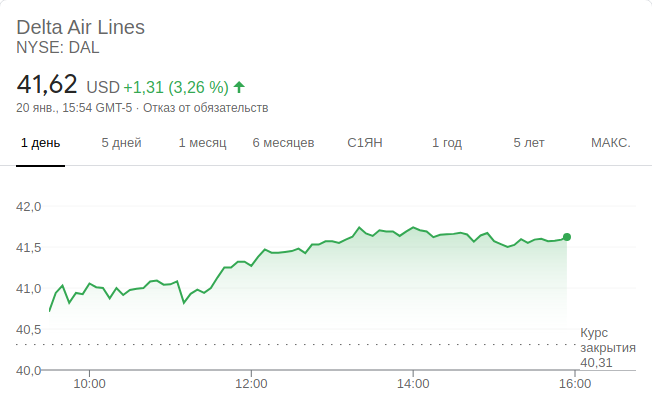 Delta Air Lines
NYSE: DAL
41,62 USD +1,31 (3,26 %)
20 янв., 15:54 GMT-5 · Отказ от обязательств
1 день 5 дней 1 месяц 6 месяцев С1ЯН 1 год 5 лет МАКС.
42,0
41,5
41,0
40,5
Курс
закрытия
40,31
40,0
10:00 12:00 14:00 16:00